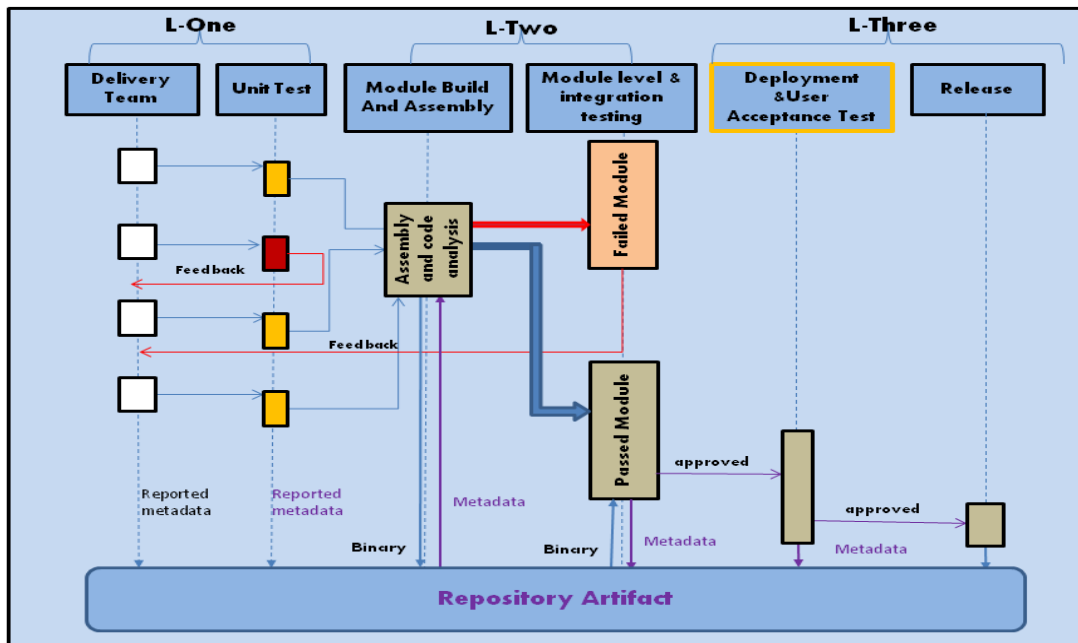 L-One
L-Two
L-Three
Delivery
Team
Unit Test
Module Build
And Assembly
Module level &
integration
testing
Deployment
&User
Acceptance Test
Release
Assembly
and code
analysis
Failed Module
Feedback
Feedback
Passed Module
approved
approved
Reported
metadata
Reported
metadata
Metadata
Binary
Binary
Metadata
Metadata
Repository Artifact